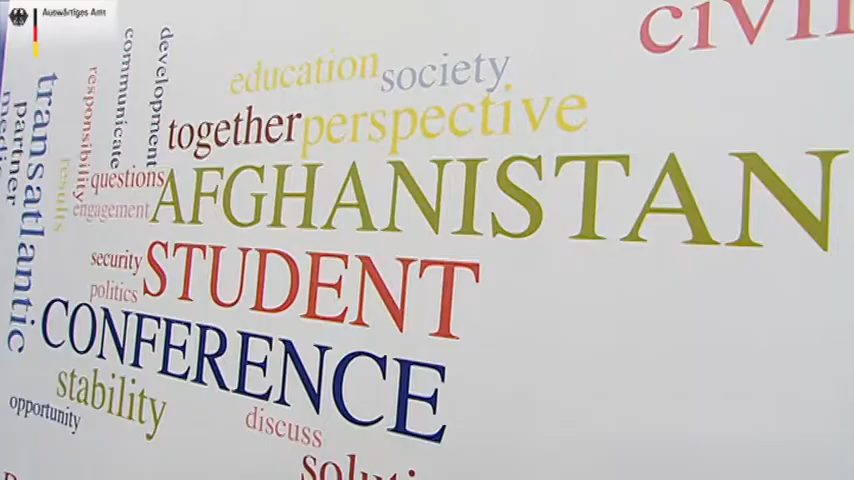 Auswärtiges Amt
civil
development
communicate
education
society
responsibility
transatlantic
partner
together
perspective
results
questions
AFGHANISTAN
engagement
security
STUDENT
politics
CONFERENCE
stability
opportunity
discuss